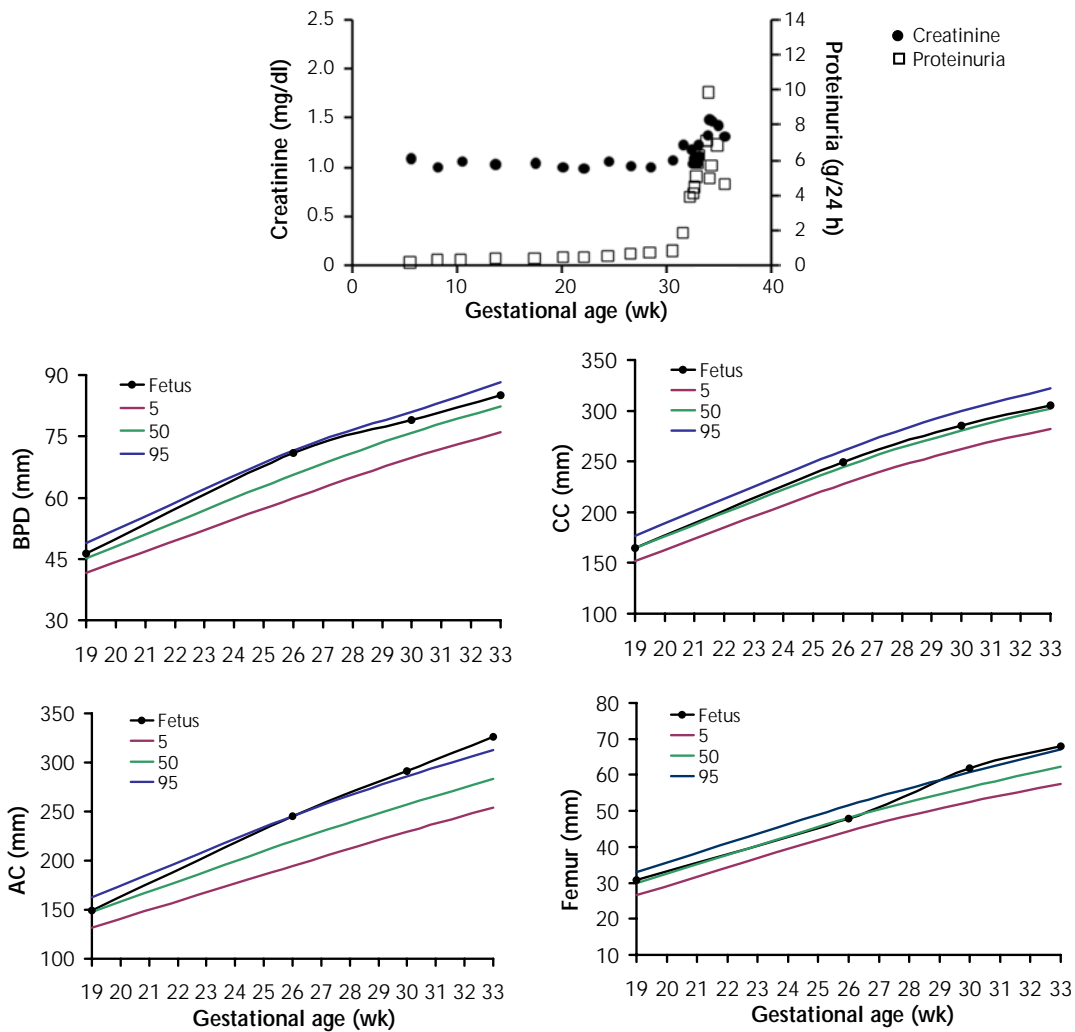 2.5
2.0
1.5
1.0
0.5
0
Creatinine (mg/dl)
14
12
10
8
6
4
2
0
Proteinuria (g/24 h)
Creatinine
Proteinuria
0 10 20 30 40
Gestational age (wk)
90
75
60
45
30
BPD (mm)
Fetus
5
50
95
19 20 21 22 23 24 25 26 27 28 29 30 31 32 33
350
300
250
200
150
100
CC (mm)
Fetus
5
50
95
19 20 21 22 23 24 25 26 27 28 29 30 31 32 33
350
300
250
200
150
100
AC (mm)
Fetus
5
50
95
19 20 21 22 23 24 25 26 27 28 29 30 31 32 33
Gestational age (wk)
80
70
60
50
40
30
20
10
Femur (mm)
Fetus
5
50
95
19 20 21 22 23 24 25 26 27 28 29 30 31 32 33
Gestational age (wk)